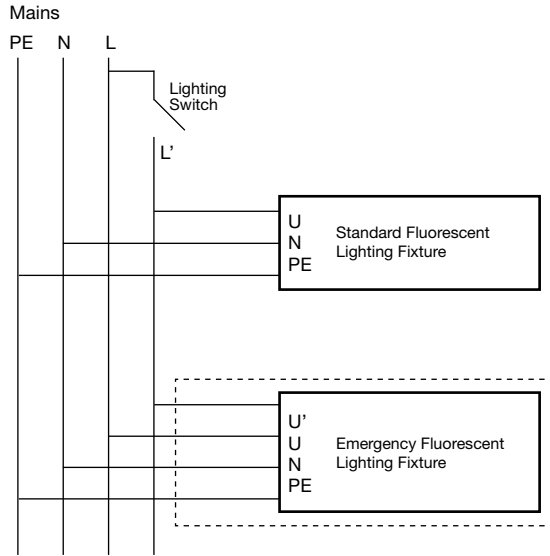 Mains
PE N L
Lighting
Switch
L’
U
N
PE
Standard Fluorescent
Lighting Fixture
U'
U
N
PE
Emergency Fluorescent
Lighting Fixture